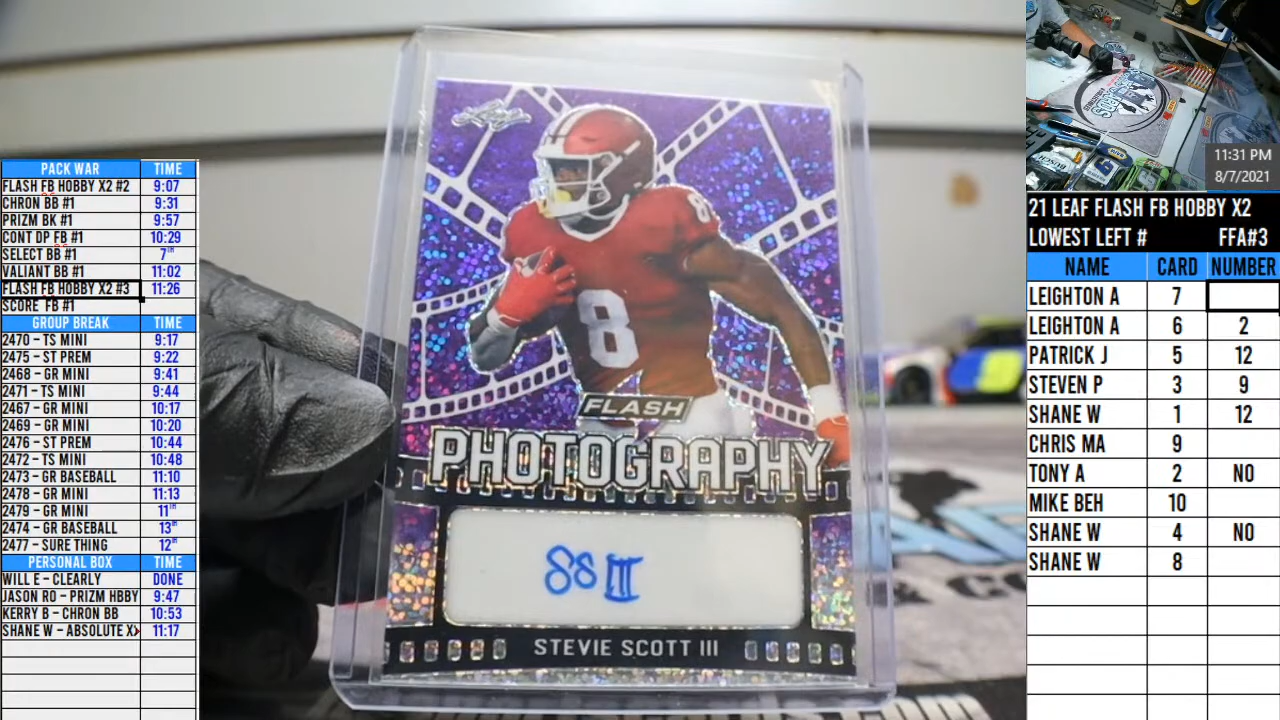 PACK WAR TIME
FLASH FB HOBBY X2 #2 9:07
CHRON BB #1 9:31
PRIZM BK #1 9:57
CONT DP FB #1 10:29
SELECT BB #1 7TH
VALIANT BB #1 11:02
FLASH FB HOBBY X2 #3 11:26
SCORE FB #1
GROUP BREAK TIME
2470 – TS MINI 9:17
2475 – ST PREM 9:22
2468 – GR MINI 9:41
2471 – TS MINI 9:44
2467 – GR MINI 10:17
2469 – GR MINI 10:20
2476 – ST PREM 10:44
2472 – TS MINI 10:48
2473 – GR BASEBALL 11:10
2478 – GR MINI 11:13
2479 – GR MINI 11TH
2474 – GR BASEBALL 13TH
2477 – SURE THING 12TH
PERSONAL BOX TIME
WILL E – CLEARLY DONE
JASON RO – PRIZM HBBY 9:47
KERRY B – CHRON BB 10:53
SHANE W – ABSOLUTE X 11:17
Leaf
8
8
FLASH
PHOTOGRAPHY
SS III
STEVIE SCOTT III
11:31 PM
8/7/2021
21 LEAF FLASH FB HOBBY X2
LOWEST LEFT # FFA#3
NAME CARD NUMBER
LEIGHTON A 7
LEIGHTON A 6 2
PATRICK J 5 12
STEVEN P 3 9
SHANE W 1 12
CHRIS MA 9
TONY A 2 NO
MIKE BEH 10
SHANE W 4 NO
SHANE W 8